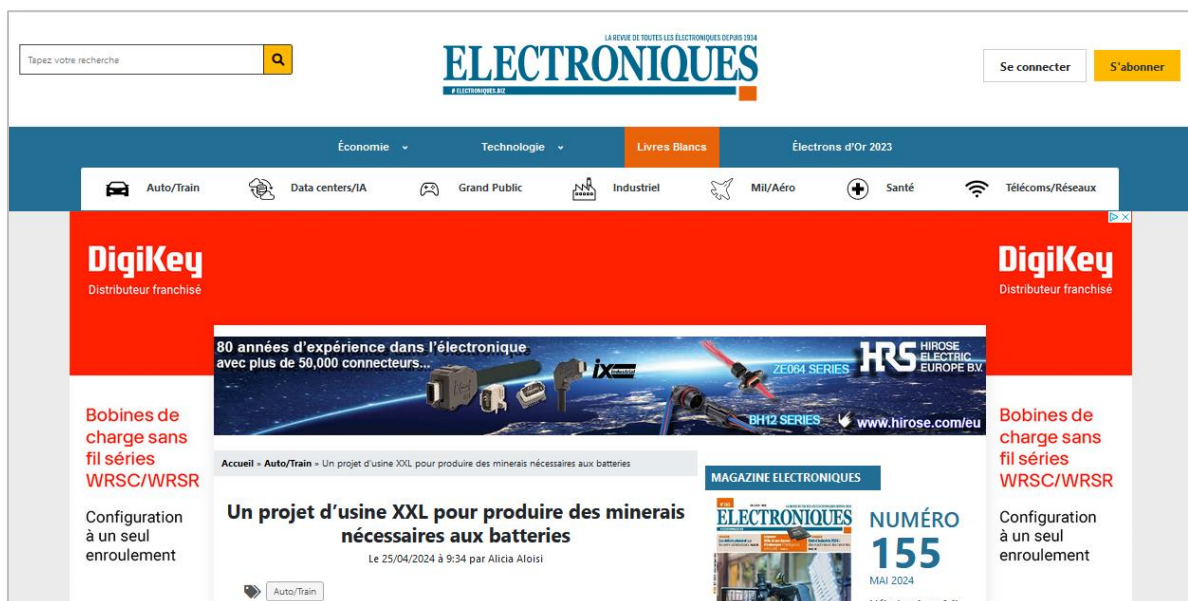 Tapez votre recherche
LA REVUE DE TOUTES LES ÉLECTRONIQUES DEPUIS 1934
ELECTRONIQUES
# ELECTRONIQUES.BIZ
Se connecter
S'abonner
Économie
Technologie
Livres Blancs
Électrons d'Or 2023
Auto/Train
Data centers/IA
Grand Public
Industriel
Mil/Aéro
Santé
Télécoms/Réseaux
DigiKey
Distributeur franchisé
DigiKey
Distributeur franchisé
80 années d'expérience dans l'électronique
avec plus de 50,000 connecteurs...
ix industrial
ZE064 SERIES
BH12 SERIES
HRS HIROSE
ELECTRIC
EUROPE B.V.
www.hirose.com/eu
Bobines de
charge sans
fil séries
WRSC/WRSR
Configuration
à un seul
enroulement
Accueil » Auto/Train » Un projet d'usine XXL pour produire des minerais nécessaires aux batteries
Un projet d'usine XXL pour produire des minerais
nécessaires aux batteries
Le 25/04/2024 à 9:34 par Alicia Aloisi
Auto/Train
MAGAZINE ELECTRONIQUES
ELECTRONIQUES
NUMÉRO
155
MAI 2024
Bobines de
charge sans
fil séries
WRSC/WRSR
Configuration
à un seul
enroulement